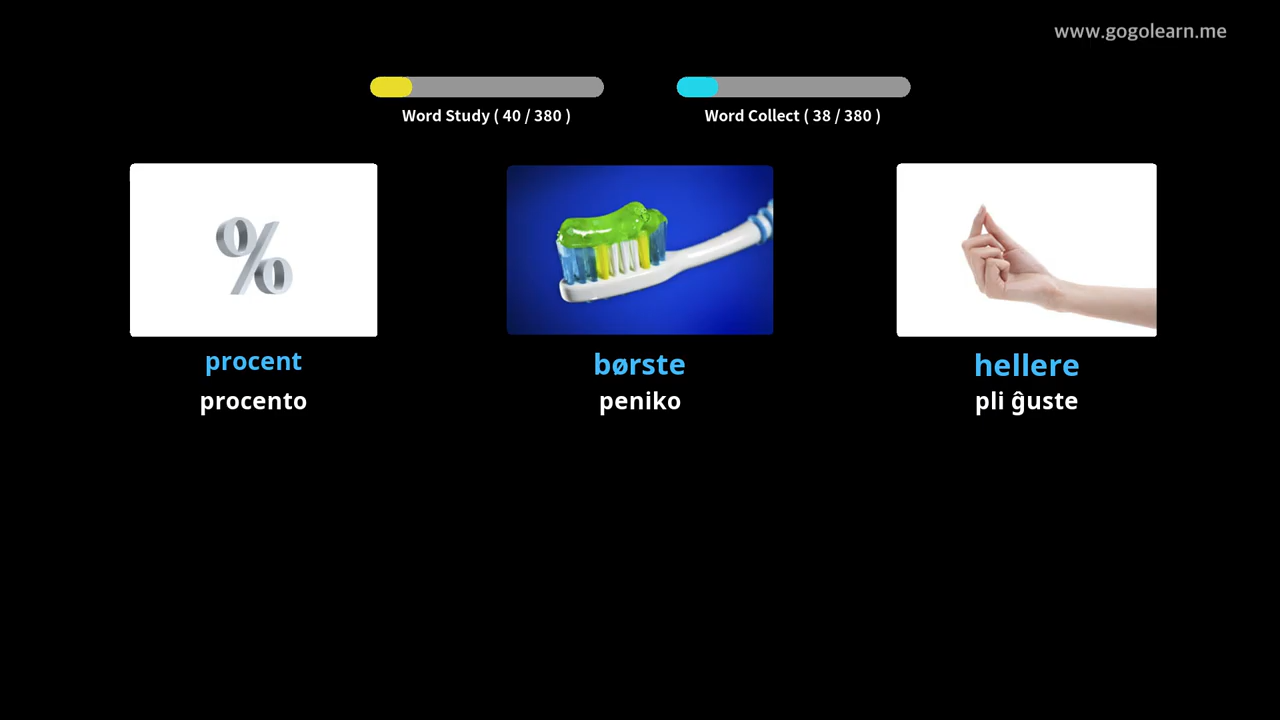 www.gogolearn.me
Word Study ( 40 / 380 )
Word Collect ( 38 / 380 )
%
procent
børste
hellere
procento
peniko
pli ĝuste